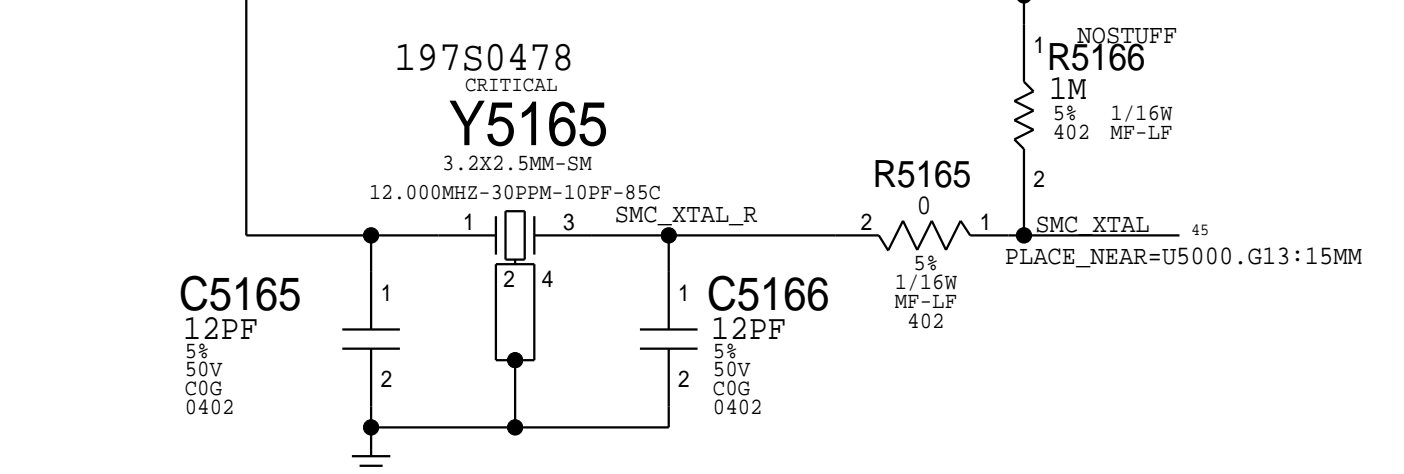 197S0478
CRITICAL
Y5165
3.2X2.5MM-SM
12.000MHZ-30PPM-10PF-85C
1
3
SMC_XTAL_R
2
4
C5165
12PF
5%
50V
C0G
0402
1
2
C5166
12PF
5%
50V
C0G
0402
1
2
R5165
0
2
1
5%
1/16W
MF-LF
402
NOSTUFF
1
R5166
1M
5% 1/16W
402 MF-LF
2
SMC_XTAL
45
PLACE_NEAR=U5000.G13:15MM